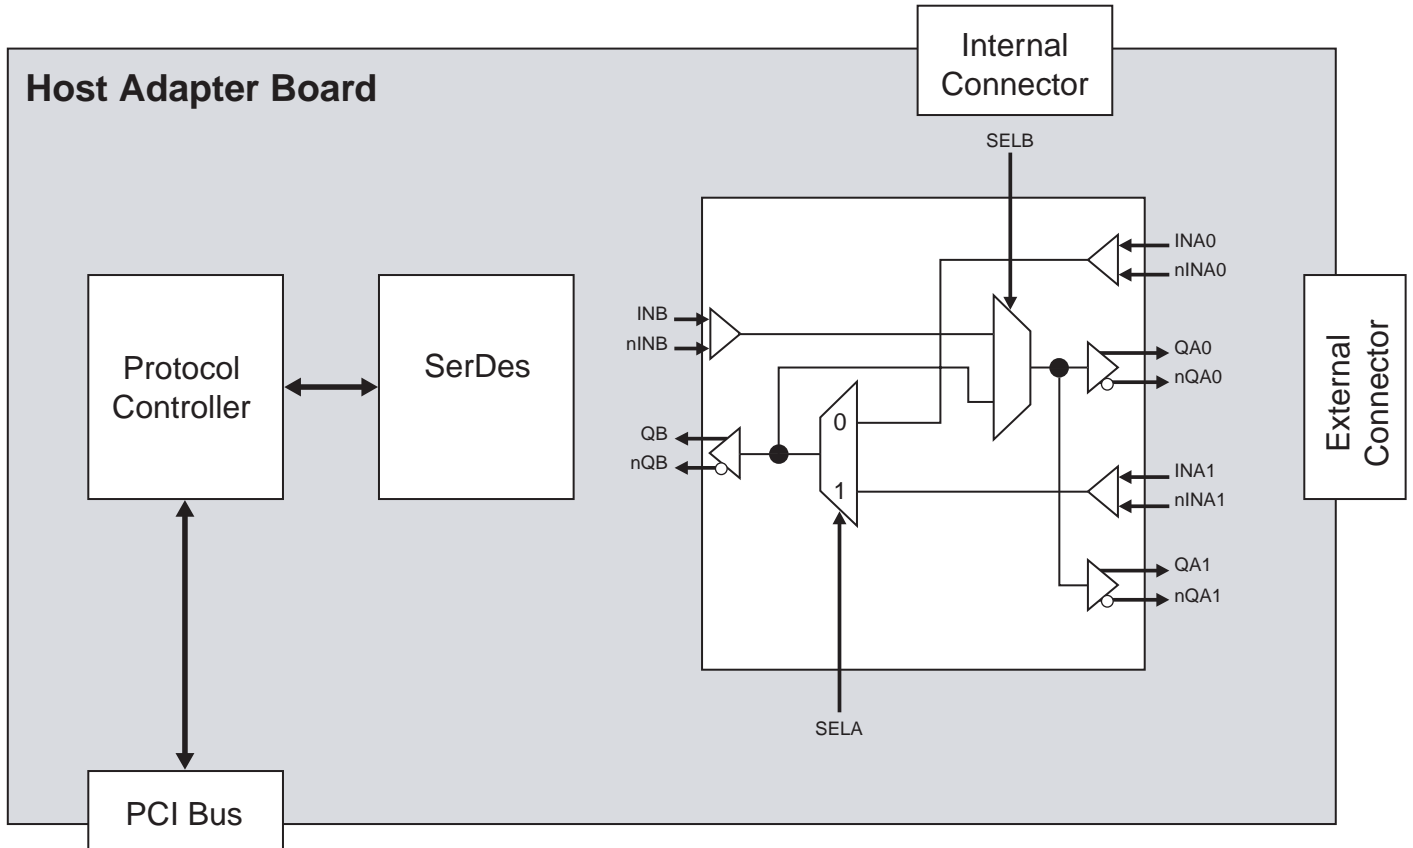 Internal
Connector
Host Adapter Board
SELB
INA0
nINA0
INB
nINB
Protocol
Controller
SerDes
QA0
nQA0
External
Connector
0
QB
nQB
1
INA1
nINA1
QA1
nQA1
SELA
PCI Bus